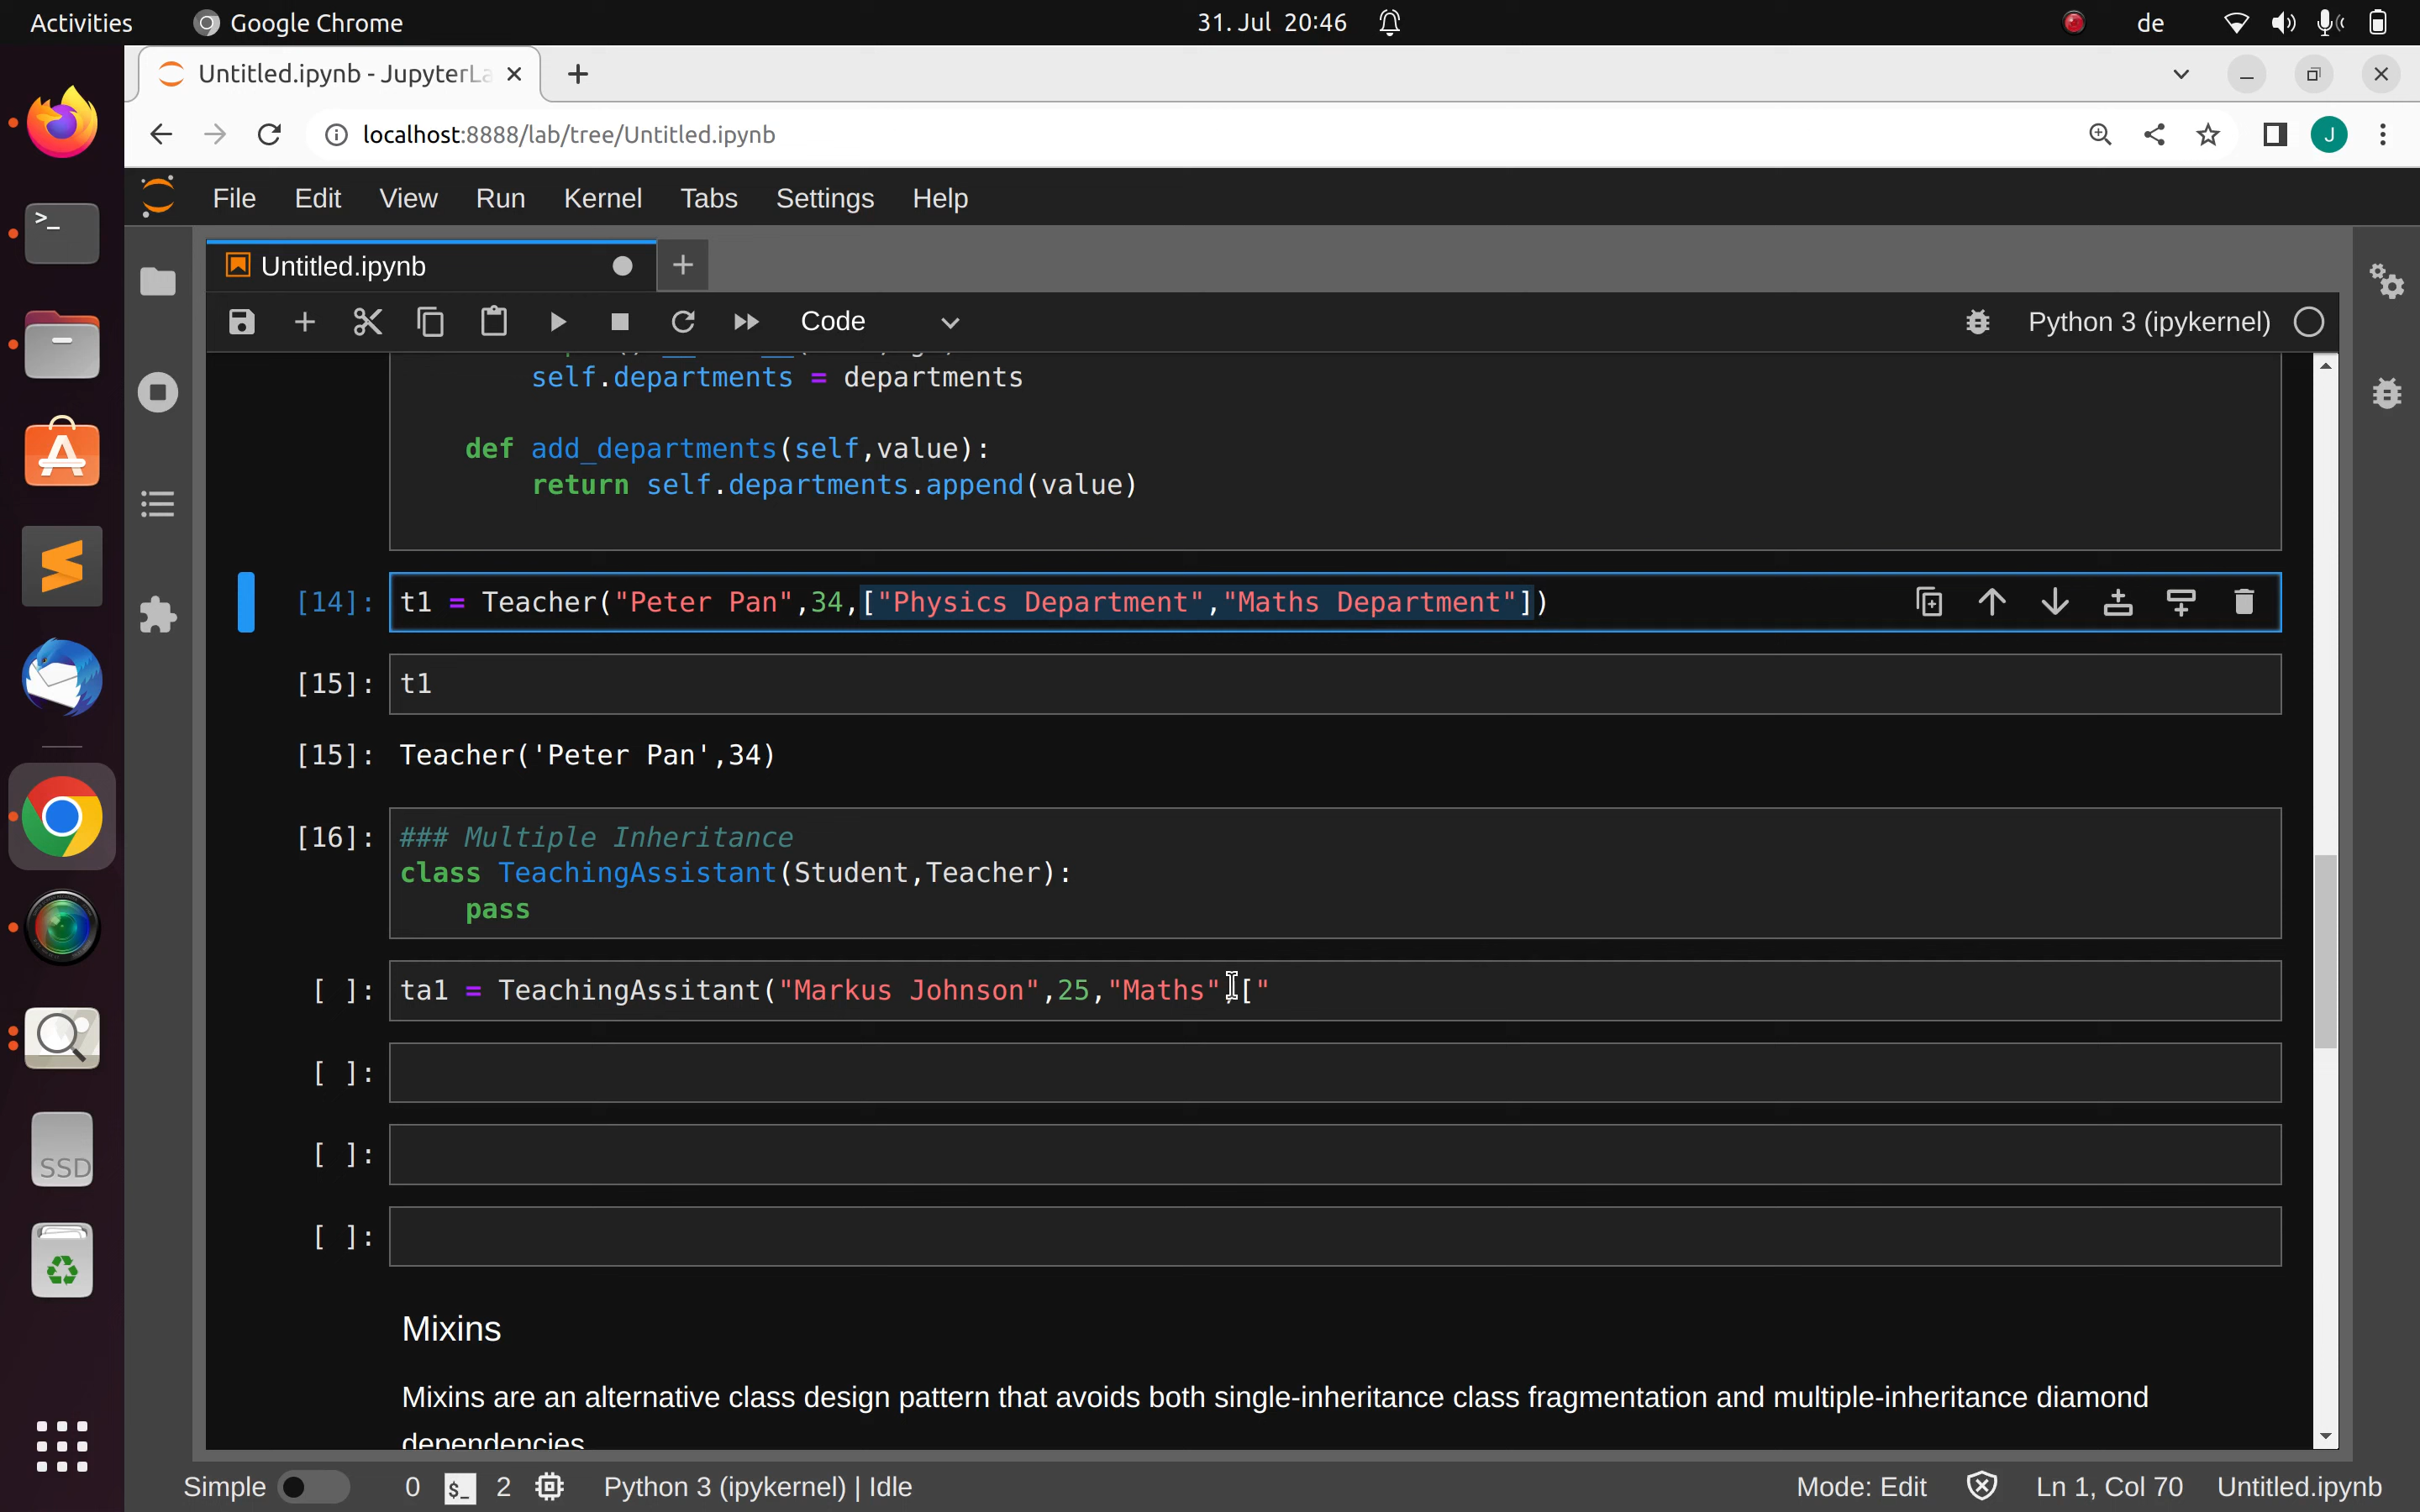 Activities
Google Chrome
31. Jul 20:46
de
Untitled.ipynb - JupyterLa
localhost:8888/lab/tree/Untitled.ipynb
J
File Edit View Run Kernel Tabs Settings Help
Untitled.ipynb
Code
Python 3 (ipykernel)
self.departments = departments
def add_departments(self,value):
return self.departments.append(value)
[14]: t1 = Teacher("Peter Pan",34,["Physics Department","Maths Department"])
[15]: t1
[15]: Teacher('Peter Pan',34)
[16]: ### Multiple Inheritance
class TeachingAssistant(Student,Teacher):
pass
[ ]: ta1 = TeachingAssitant("Markus Johnson",25,"Maths",["
[ ]:
[ ]:
[ ]:
SSD
Mixins
Mixins are an alternative class design pattern that avoids both single-inheritance class fragmentation and multiple-inheritance diamond
dependencies
Simple 0 $_ 2 Python 3 (ipykernel) | Idle Mode: Edit Ln 1, Col 70 Untitled.ipynb